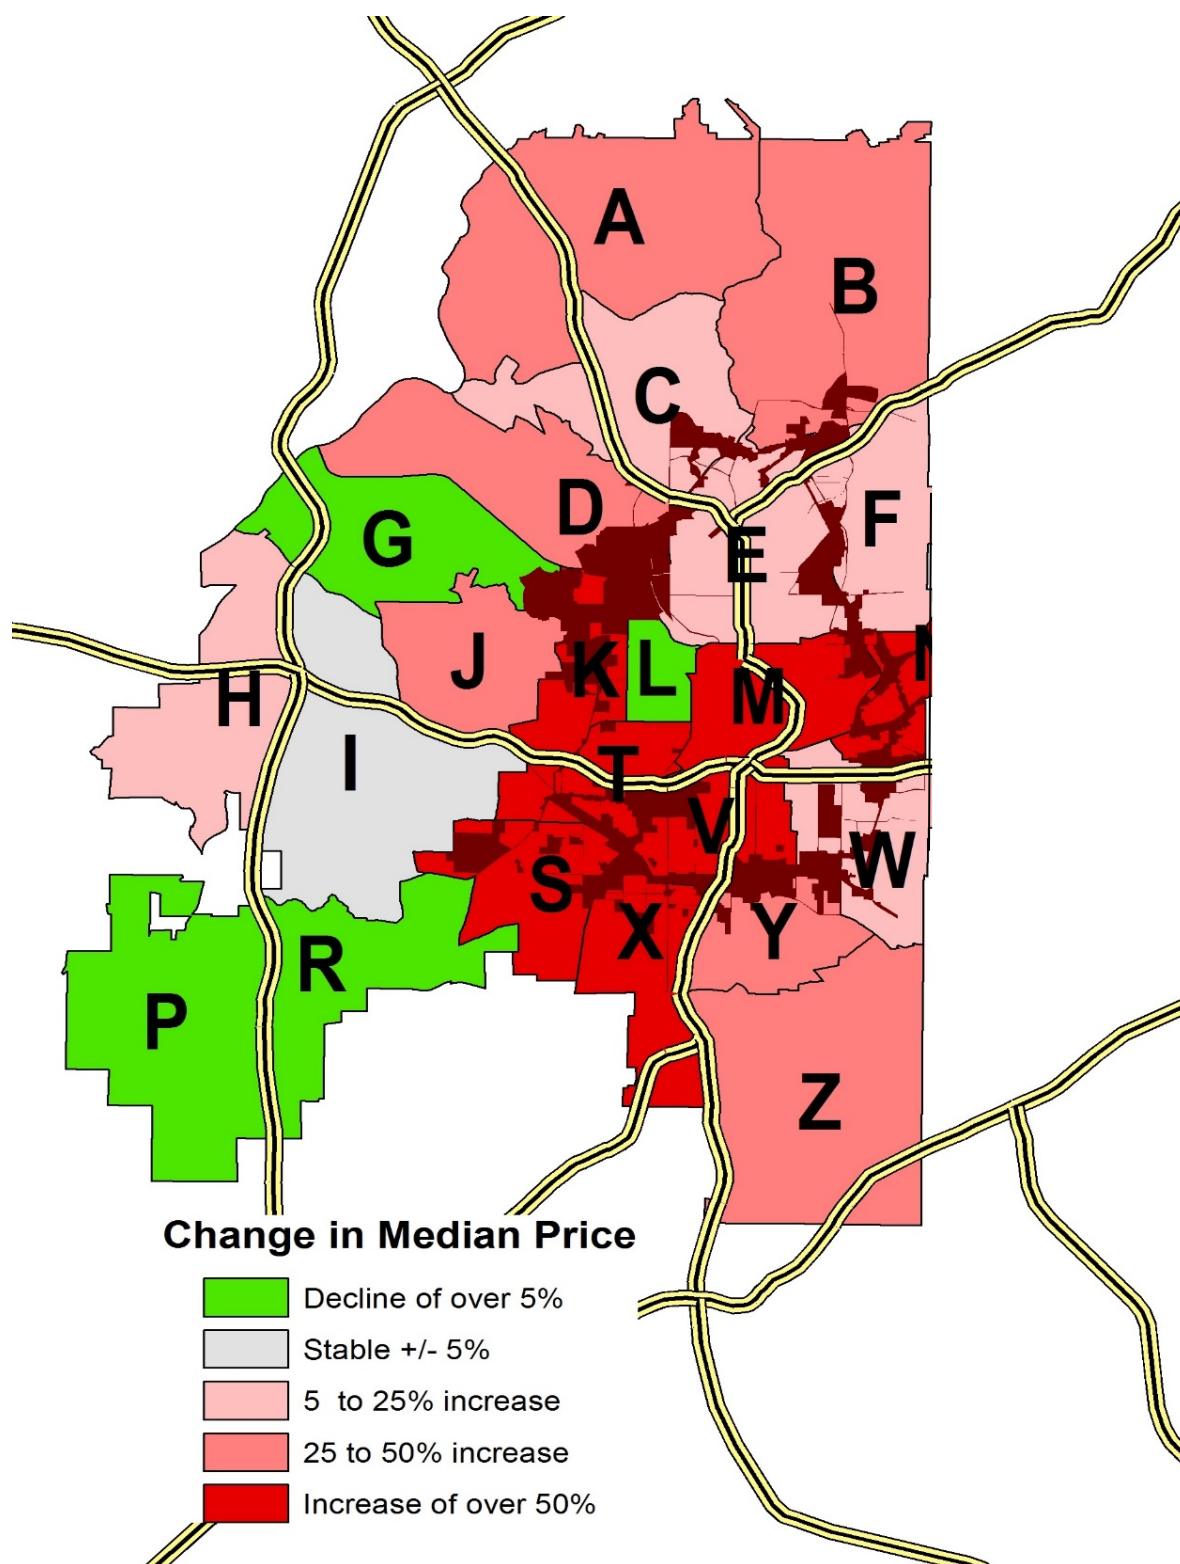 A
B
C
D
E
F
G
H
I
J
K
L
M
T
V
W
S
X
Y
R
P
Z
Change in Median Price
Decline of over 5%
Stable +/- 5%
5 to 25% increase
25 to 50% increase
Increase of over 50%